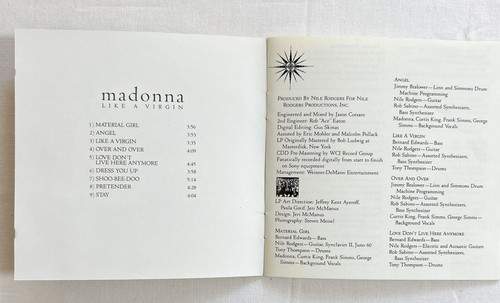 madonna
LIKE A VIRGIN
1) MATERIAL GIRL 3:56
2) ANGEL 3:53
3) LIKE A VIRGIN 3:35
4) OVER AND OVER 4:09
5) LOVE DON'T
LIVE HERE ANYMORE 4:45
6) DRESS YOU UP 3:58
7) SHOO-BEE-DOO 5:14
8) PRETENDER 4:28
9) STAY 4:04
PRODUCED BY NILE RODGERS FOR NILE
RODGERS PRODUCTIONS, INC.
Engineered and Mixed by Jason Corsaro
2nd Engineer: Rob "Ace" Eaton
Digital Editing: Gus Skinas
Assisted by Eric Mohler and Malcolm Pollack
LP Originally Mastered by Bob Ludwig at
Masterdisk, New York
CDD Pre-Mastering by WCI Record Group
Fanatically recorded digitally from start to finish
on Sony equipment
Management: Weisner-DeMann Entertainment
LP Art Direction: Jeffrey Kent Ayeroff,
Paula Greif, Jeri McManus
Design: Jeri McManus
Photography: Steven Meisel
MATERIAL GIRL
Bernard Edwards—Bass
Nile Rodgers—Guitar, Synclavier II, Juno 60
Tony Thompson—Drums
Madonna, Curtis King, Frank Simms, George
Simms—Background Vocals
ANGEL
Jimmy Bralower—Linn and Simmons Drum
Machine Programming
Nile Rodgers—Guitar
Rob Sabino—Assorted Synthesizers,
Bass Synthesizer
Madonna, Curtis King, Frank Simms, George
Simms—Background Vocals
LIKE A VIRGIN
Bernard Edwards—Bass
Nile Rodgers—Guitar
Rob Sabino—Assorted Synthesizers,
Bass Synthesizer
Tony Thompson—Drums
OVER AND OVER
Jimmy Bralower—Linn and Simmons Drum
Machine Programming
Nile Rodgers—Guitar
Rob Sabino—Assorted Synthesizers,
Bass Synthesizer
Curtis King, Frank Simms, George Simms—
Background Vocals
LOVE DON'T LIVE HERE ANYMORE
Bernard Edwards—Bass
Nile Rodgers—Electric and Acoustic Guitars
Rob Sabino—Assorted Synthesizers,
Bass Synthesizer
Tony Thompson—Drums